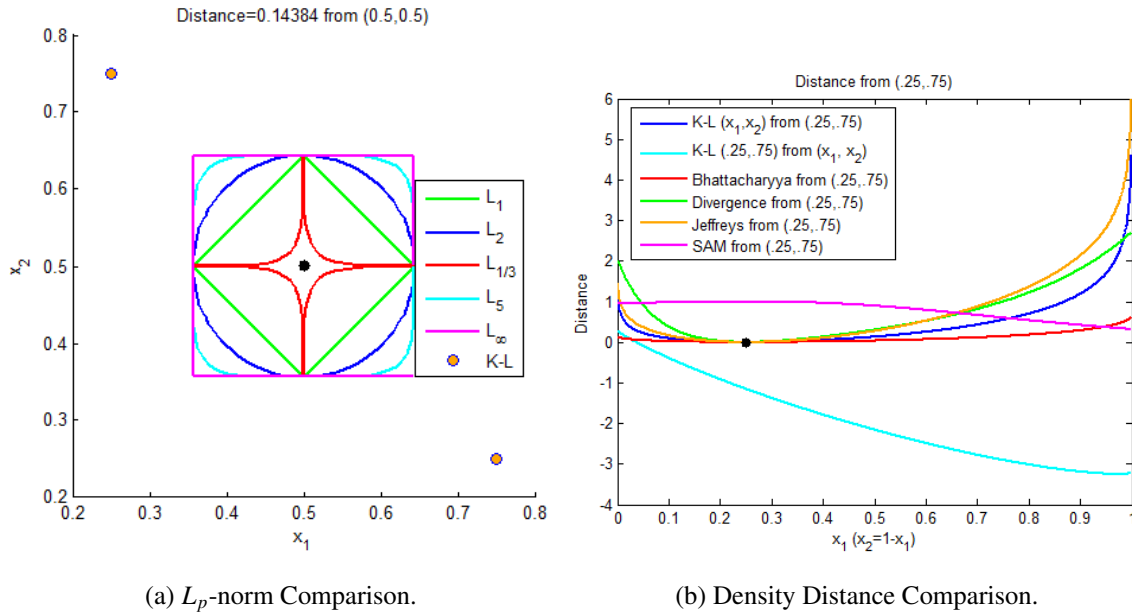 Distance=0.14384 from (0.5,0.5)
0.8
0.7
0.6
0.5
0.4
0.3
0.2
x₂
0.2 0.3 0.4 0.5 0.6 0.7 0.8
x₁
L₁
L₂
L₁/₃
L₅
L∞
K-L
(a) Lₚ-norm Comparison.
Distance from (.25,.75)
6
5
4
3
2
1
0
-1
-2
-3
-4
Distance
K-L (x₁,x₂) from (.25,.75)
K-L (.25,.75) from (x₁, x₂)
Bhattacharyya from (.25,.75)
Divergence from (.25,.75)
Jeffreys from (.25,.75)
SAM from (.25,.75)
0 0.1 0.2 0.3 0.4 0.5 0.6 0.7 0.8 0.9 1
x₁ (x₂=1-x₁)
(b) Density Distance Comparison.